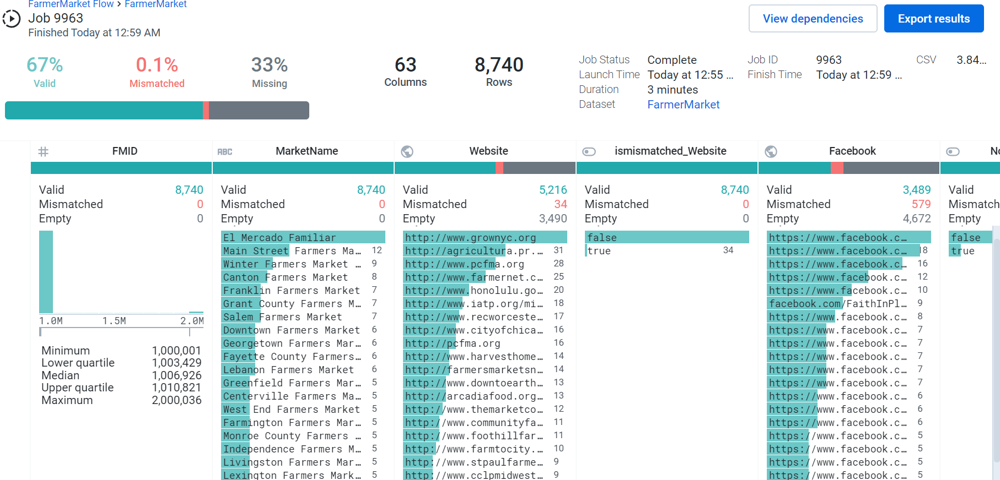 FarmerMarket Flow > FarmerMarket
Job 9963
Finished Today at 12:59 AM
View dependencies
Export results
67%
Valid
0.1%
Mismatched
33%
Missing
63
Columns
8,740
Rows
Job Status Complete
Launch Time Today at 12:55 ...
Duration 3 minutes
Dataset FarmerMarket
Job ID 9963
Finish Time Today at 12:59 ...
CSV 3.84...
# FMID
Valid 8,740
Mismatched 0
Empty 0
1.0M 1.5M 2.0M
Minimum 1,000,001
Lower quartile 1,003,429
Median 1,006,926
Upper quartile 1,010,821
Maximum 2,000,036
ABC MarketName
Valid 8,740
Mismatched 0
Empty 0
El Mercado Familiar
Main Street Farmers Ma… 12
Winter Farmers Market … 9
Canton Farmers Market 8
Franklin Farmers Market 7
Grant County Farmers M… 7
Salem Farmers Market 7
Downtown Farmers Market 6
Georgetown Farmers Mar… 6
Fayette County Farmers… 6
Lebanon Farmers Market 6
Greenfield Farmers Mar… 5
Centerville Farmers Ma… 5
West End Farmers Market 5
Farmington Farmers Mar… 5
Monroe County Farmers … 5
Independence Farmers M… 5
Livingston Farmers Mar… 5
Lexington Farmers Mark… 5
Website
Valid 5,216
Mismatched 34
Empty 3,490
http://www.grownyc.org
http://agricultura.pr.… 31
http://www.pcfma.org 28
http://www.farmernet.c… 25
http://www.honolulu.go… 20
http://www.iatp.org/mi… 18
http://www.recworceste… 17
http://www.cityofchica… 16
http://pcfma.org 16
http://www.harvesthome… 14
http://farmersmarketsn… 14
http://www.downtoearth… 13
http://arcadiafood.org… 13
http://www.themarketco… 12
http://www.communityfa… 11
http://www.foothillfar… 11
http://www.farmtocity.… 10
http://www.stpaulfarme… 9
http://www.cclpmidwest… 9
ismismatched_Website
Valid 8,740
Mismatched 0
Empty 0
false
true 34
Facebook
Valid 3,489
Mismatched 579
Empty 4,672
https://www.facebook.c…
https://www.facebook.c… 18
https://www.facebook.c… 16
https://www.facebook.c… 12
https://www.facebook.c… 10
facebook.com/FaithInPl… 9
https://www.facebook.c… 8
https://www.facebook.c… 7
https://www.facebook.c… 7
https://www.facebook.c… 7
https://www.facebook.c… 7
https://www.facebook.c… 7
https://www.facebook.c… 6
https://www.facebook.c… 6
https://www.facebook.c… 6
https://www.facebook.c… 5
https://www.facebook.c… 5
https://www.facebook.c… 5
https://www.facebook.c… 5
Valid
Mismatch
Empty
false
true